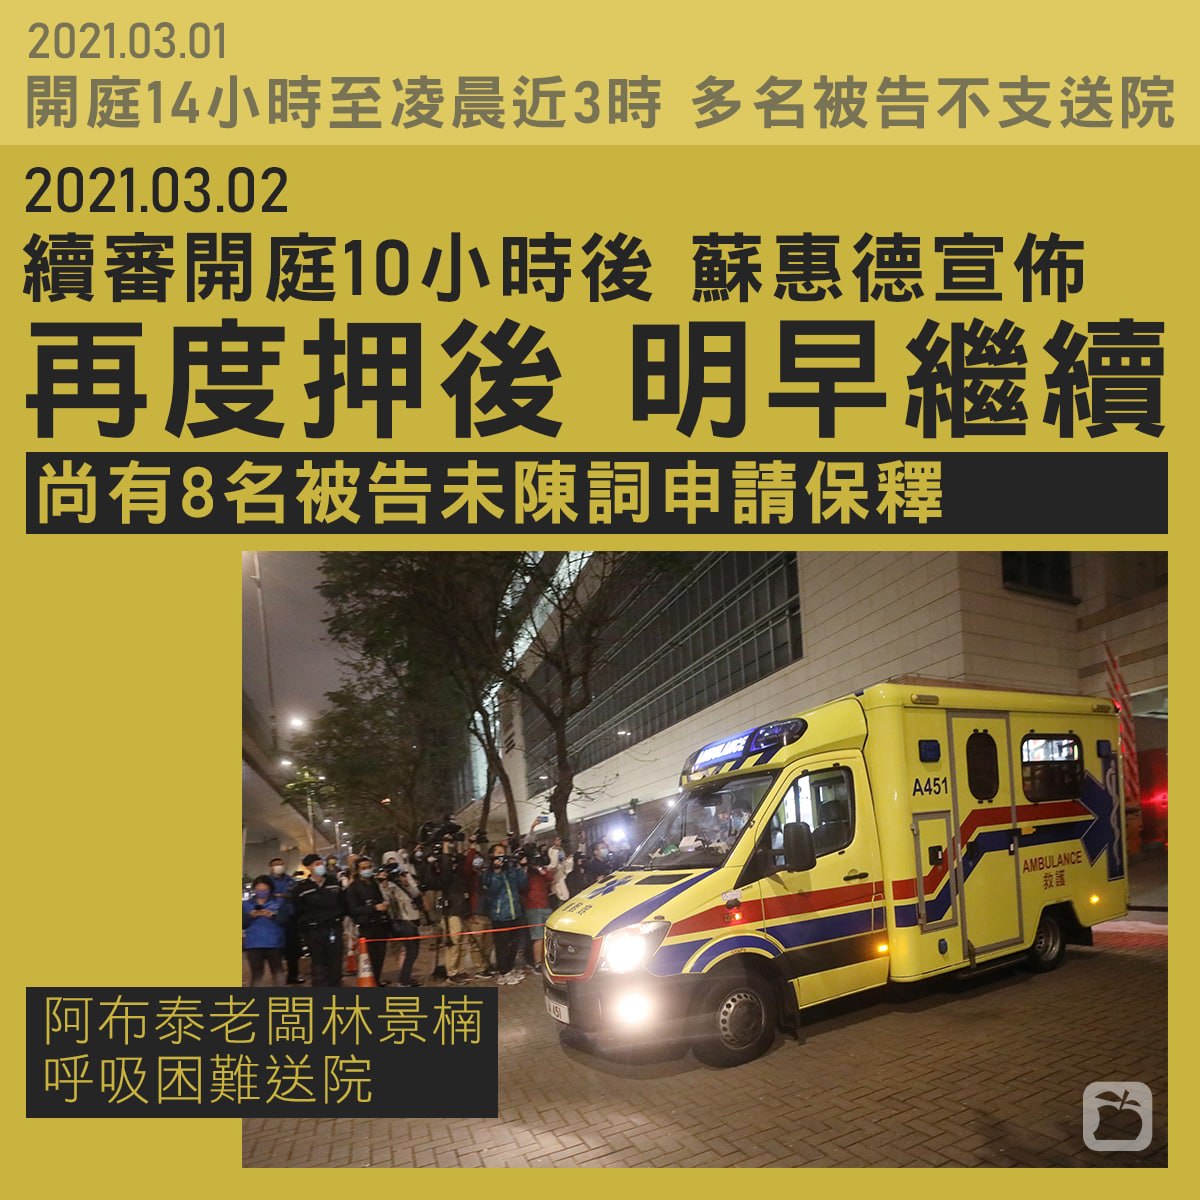 2021.03.01
開庭14小時至凌晨近3時 多名被告不支送院
2021.03.02
續審開庭10小時後 蘇惠德宣佈
再度押後 明早繼續
尚有8名被告未陳詞申請保釋
AMBULANCE
A451
AMBULANCE
救護
A 451
阿布泰老闆林景楠
呼吸困難送院